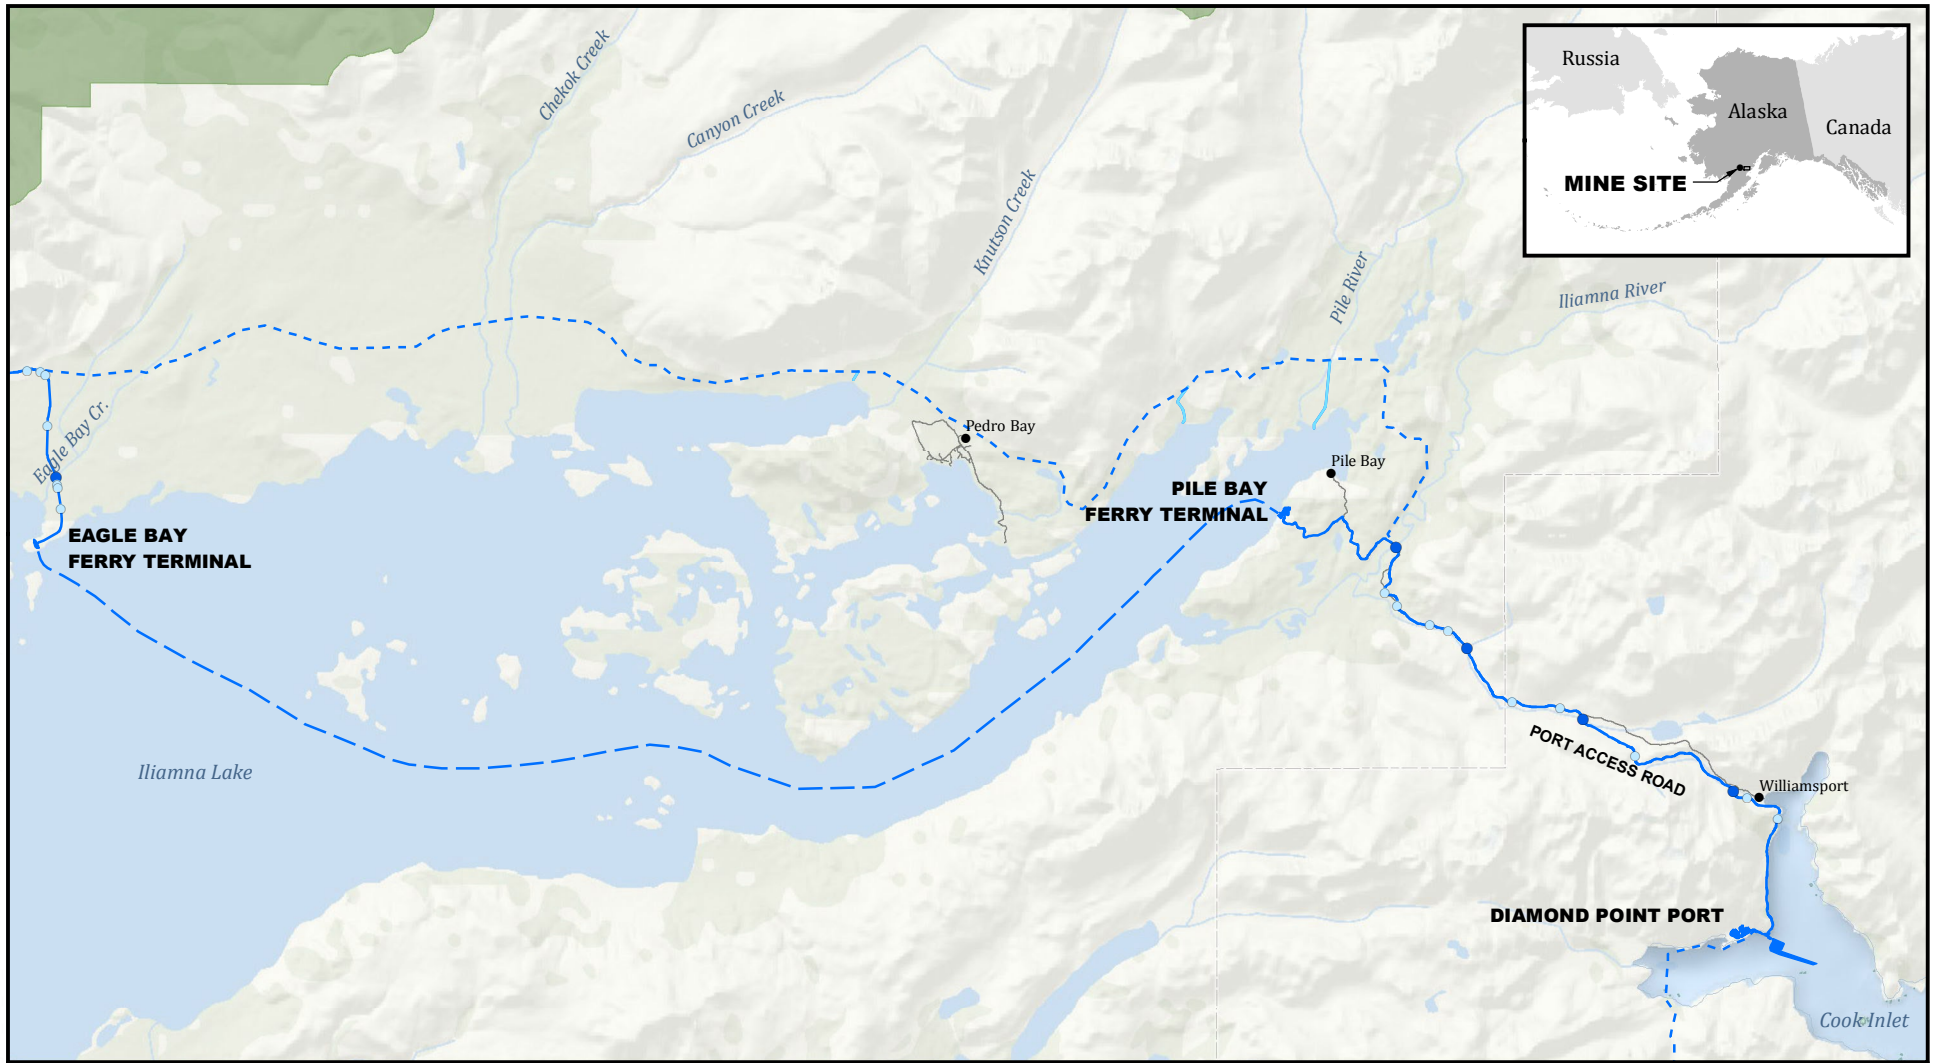 Russia
Alaska
Canada
MINE SITE
Chekok Creek
Canyon Creek
Knutson Creek
Pile River
Iliamna River
Eagle Bay Cr.
Pedro Bay
Pile Bay
PILE BAY
FERRY TERMINAL
EAGLE BAY
FERRY TERMINAL
Iliamna Lake
PORT ACCESS ROAD
Williamsport
DIAMOND POINT PORT
Cook Inlet